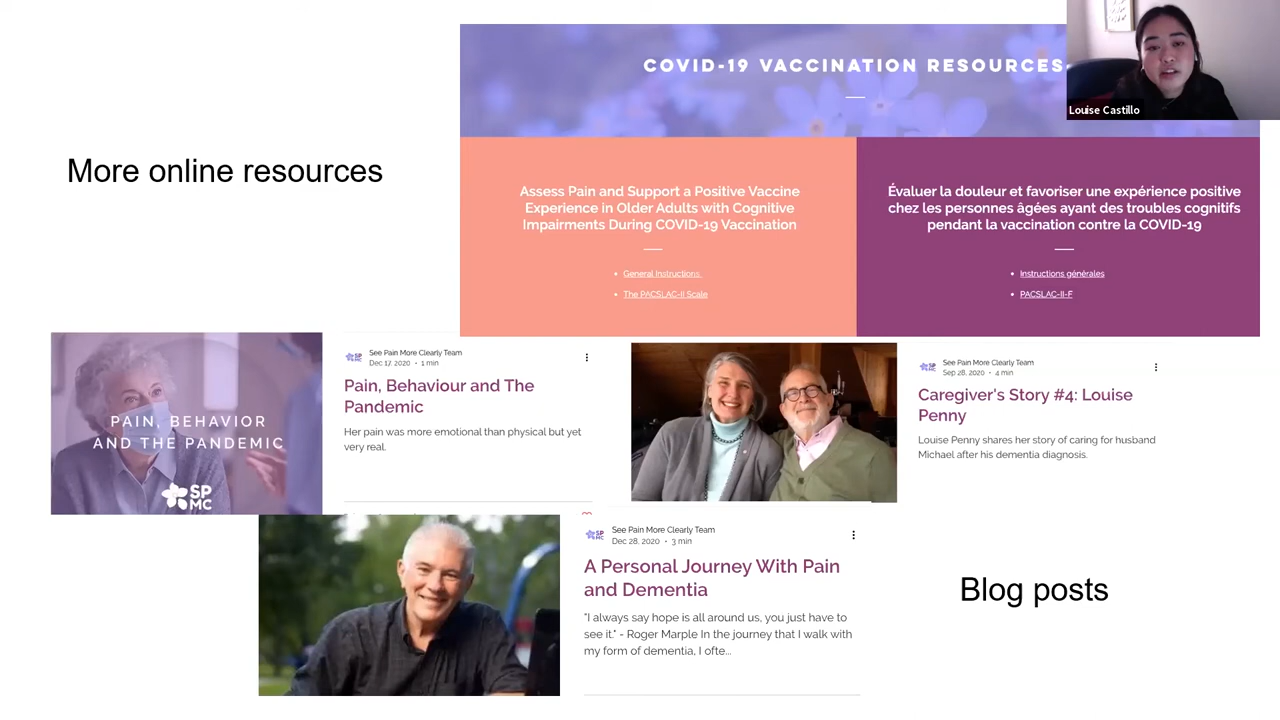 COVID-19 VACCINATION RESOURCES
Louise Castillo
More online resources
Assess Pain and Support a Positive Vaccine
Experience in Older Adults with Cognitive
Impairments During COVID-19 Vaccination
• General Instructions
• The PACSLAC-II Scale
Évaluer la douleur et favoriser une expérience positive
chez les personnes âgées ayant des troubles cognitifs
pendant la vaccination contre la COVID-19
• Instructions générales
• PACSLAC-II-F
PAIN, BEHAVIOR
AND THE PANDEMIC
SP
MC
See Pain More Clearly Team
Dec 17, 2020 • 1 min
Pain, Behaviour and The
Pandemic
Her pain was more emotional than physical but yet
very real.
See Pain More Clearly Team
Sep 28, 2020 • 4 min
Caregiver's Story #4: Louise
Penny
Louise Penny shares her story of caring for husband
Michael after his dementia diagnosis.
See Pain More Clearly Team
Dec 28, 2020 • 3 min
A Personal Journey With Pain
and Dementia
"I always say hope is all around us, you just have to
see it." - Roger Marple In the journey that I walk with
my form of dementia, I ofte...
Blog posts